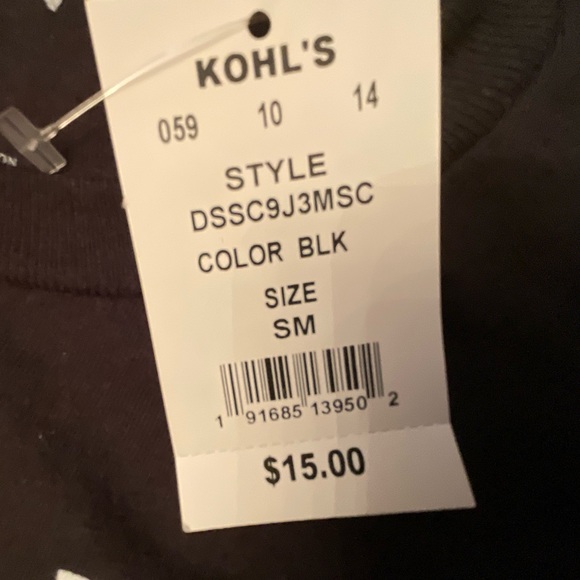 KOHL'S
059 10 14
STYLE
DSSC9J3MSC
COLOR BLK
SIZE
SM
1 91685 13950 2
$15.00